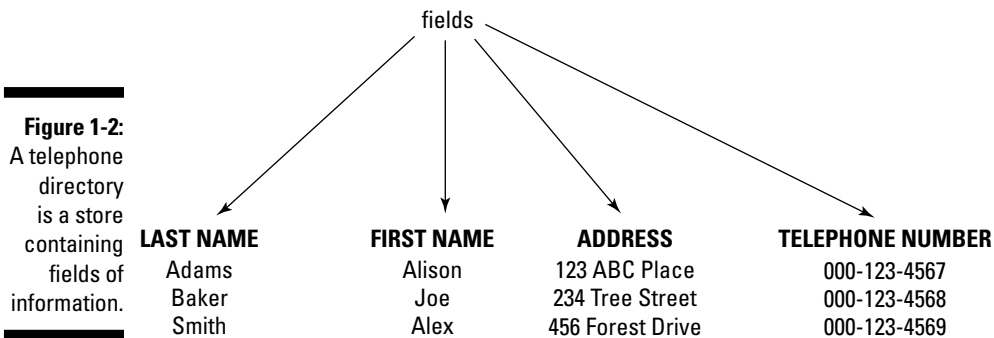 fields
Figure 1-2:
A telephone
directory
is a store
containing
fields of
information.
LAST NAME FIRST NAME ADDRESS TELEPHONE NUMBER
Adams Alison 123 ABC Place 000-123-4567
Baker Joe 234 Tree Street 000-123-4568
Smith Alex 456 Forest Drive 000-123-4569